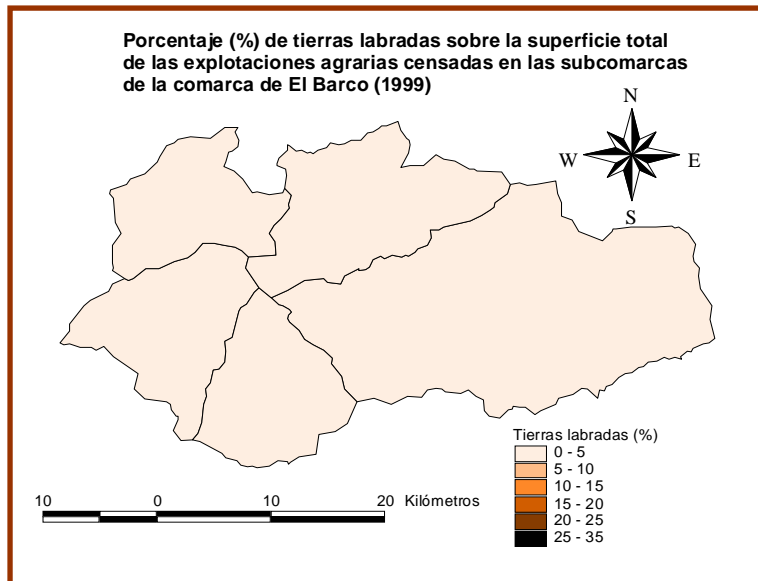 Porcentaje (%) de tierras labradas sobre la superficie total
de las explotaciones agrarias censadas en las subcomarcas
de la comarca de El Barco (1999)
N
W E
S
Tierras labradas (%)
0 - 5
5 - 10
10 - 15
15 - 20
20 - 25
25 - 35
10 0 10 20 Kilómetros